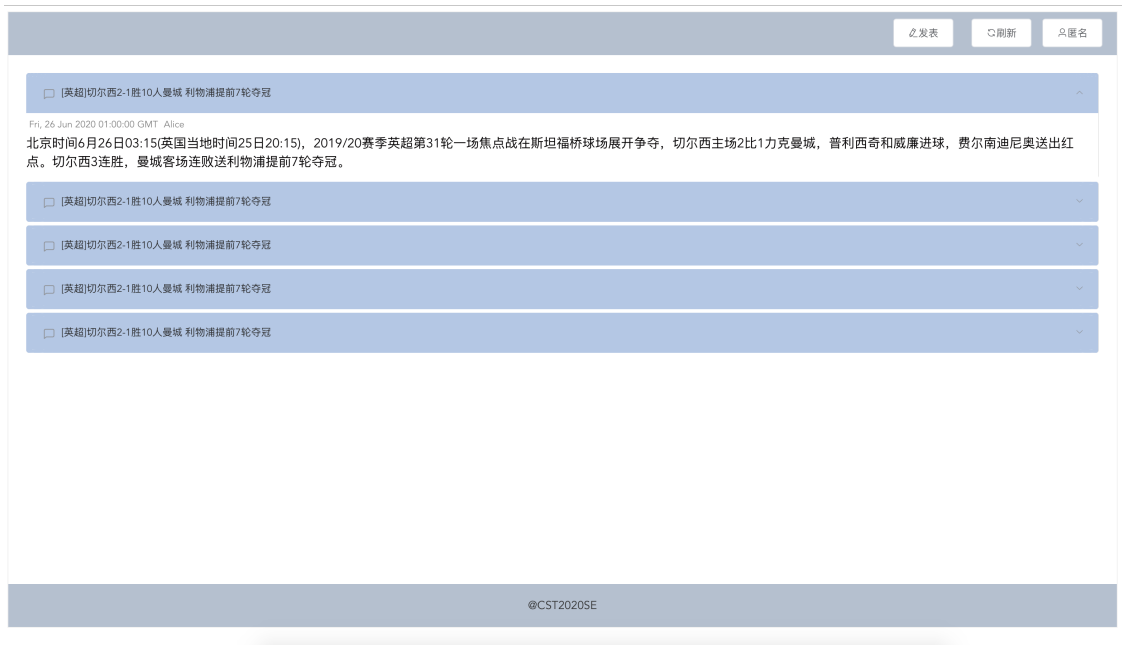 发表
刷新
匿名
[英超]切尔西2-1胜10人曼城 利物浦提前7轮夺冠
Fri, 26 Jun 2020 01:00:00 GMT Alice
北京时间6月26日03:15(英国当地时间25日20:15)，2019/20赛季英超第31轮一场焦点战在斯坦福桥球场展开争夺，切尔西主场2比1力克曼城，普利西奇和威廉进球，费尔南迪尼奥送出红
点。切尔西3连胜，曼城客场连败送利物浦提前7轮夺冠。
[英超]切尔西2-1胜10人曼城 利物浦提前7轮夺冠
[英超]切尔西2-1胜10人曼城 利物浦提前7轮夺冠
[英超]切尔西2-1胜10人曼城 利物浦提前7轮夺冠
[英超]切尔西2-1胜10人曼城 利物浦提前7轮夺冠
@CST2020SE